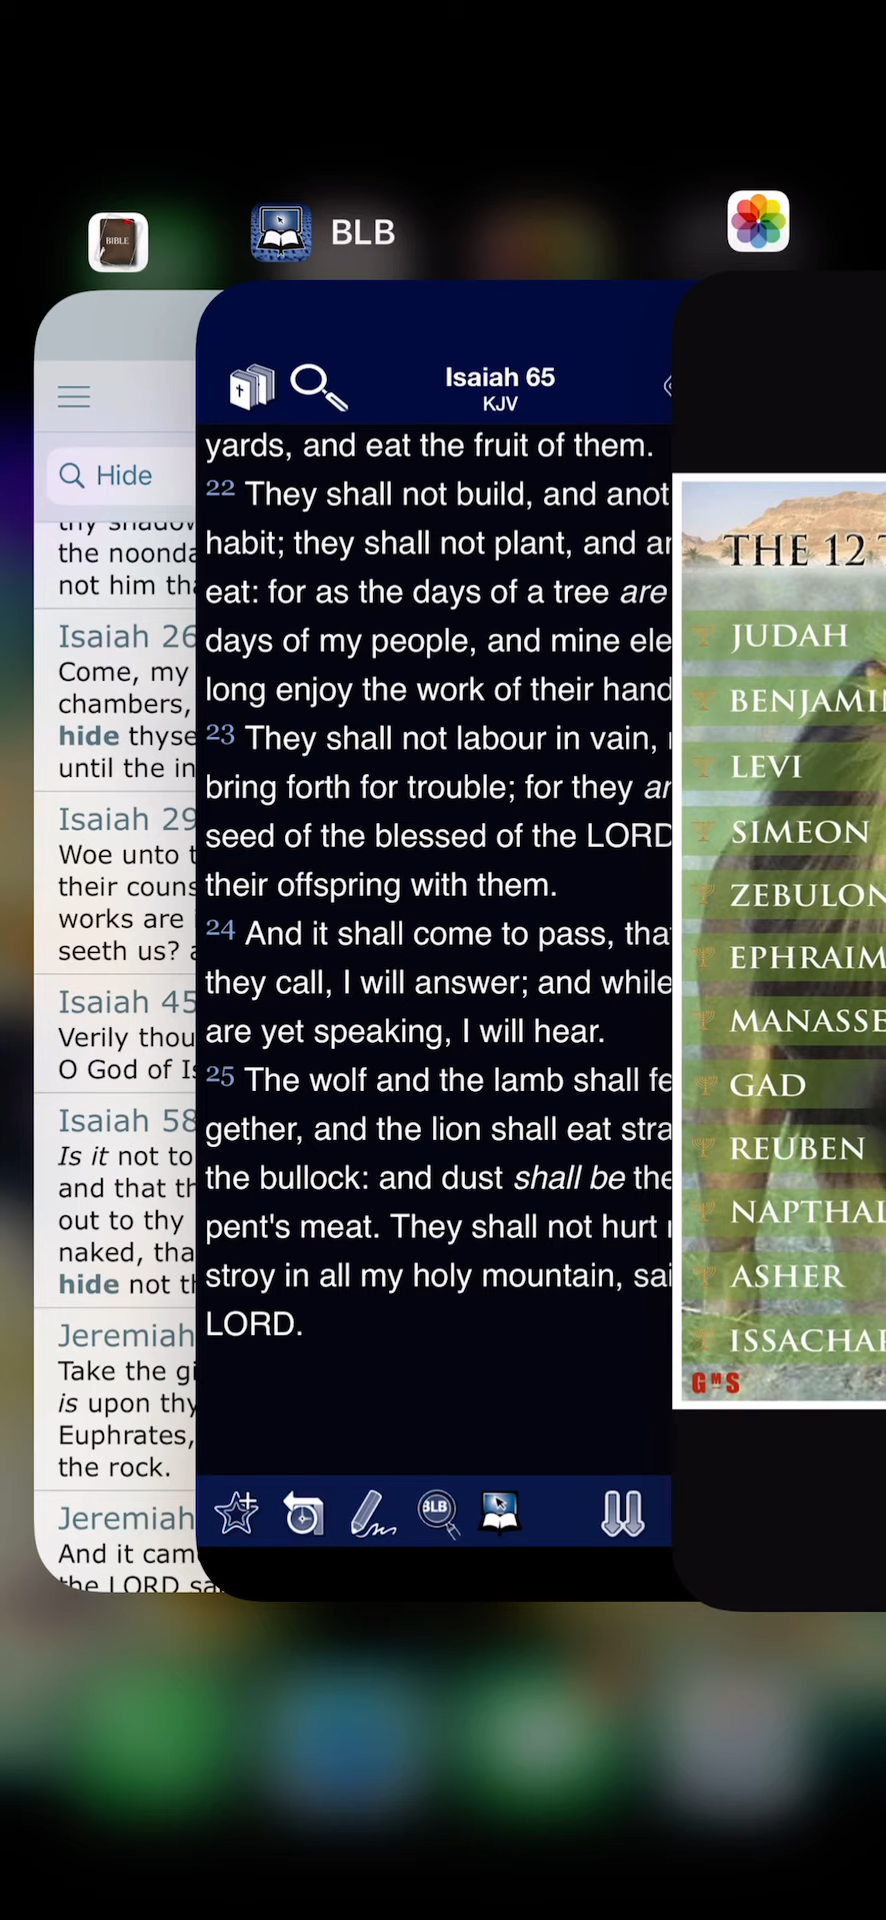 BIBLE
BLB
Hide
the noonda
not him tha
Isaiah 26
Come, my
chambers,
hide thyse
until the in
Isaiah 29
Woe unto t
their couns
works are
seeth us? a
Isaiah 45
Verily thou
O God of Is
Isaiah 58
Is it not to
and that th
out to thy
naked, tha
hide not th
Jeremiah
Take the gi
is upon thy
Euphrates,
the rock.
Jeremiah
And it cam
the LORD sa
Isaiah 65
KJV
yards, and eat the fruit of them.
22 They shall not build, and anot
habit; they shall not plant, and an
eat: for as the days of a tree are
days of my people, and mine ele
long enjoy the work of their hand
23 They shall not labour in vain,
bring forth for trouble; for they ar
seed of the blessed of the LORD
their offspring with them.
24 And it shall come to pass, that
they call, I will answer; and while
are yet speaking, I will hear.
25 The wolf and the lamb shall fe
gether, and the lion shall eat stra
the bullock: and dust shall be the
pent's meat. They shall not hurt
stroy in all my holy mountain, sai
LORD.
BLB
THE 12
JUDAH
BENJAMIN
LEVI
SIMEON
ZEBULON
EPHRAIM
MANASSE
GAD
REUBEN
NAPTHAL
ASHER
ISSACHAR
GMS